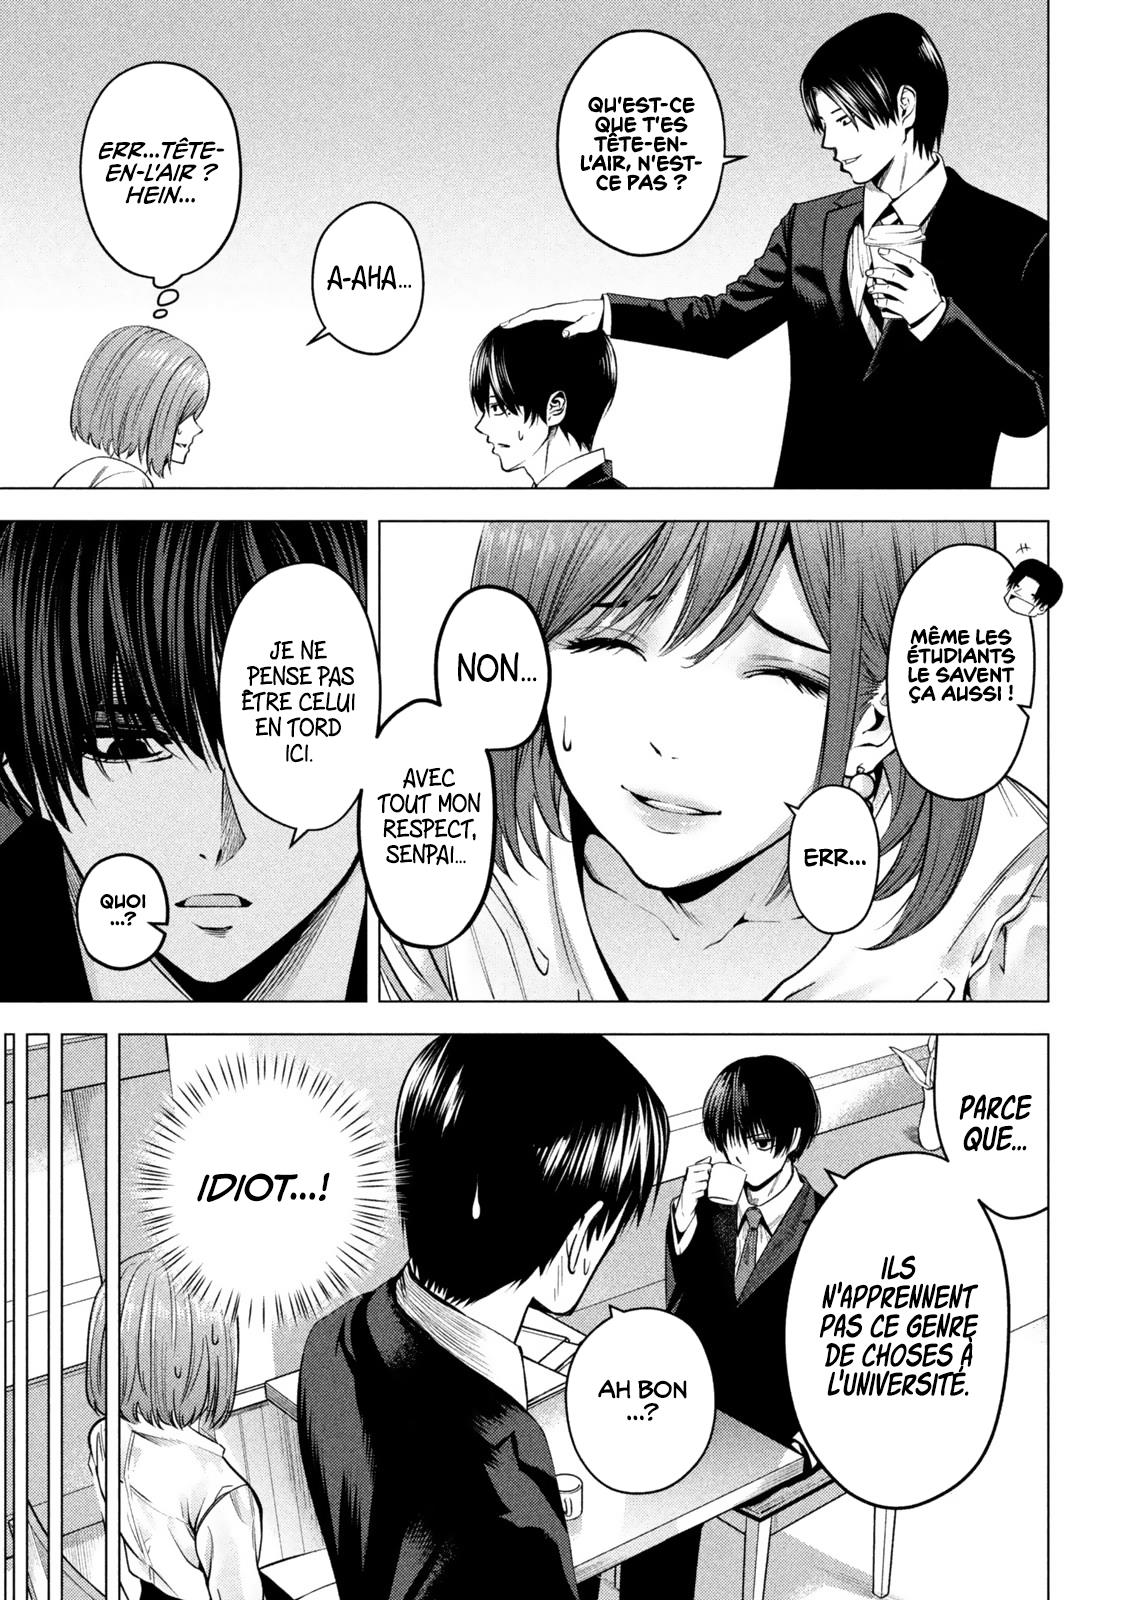 QU'EST-CE
QUE T'ES
TÊTE-EN-
L'AIR, N'EST-
CE PAS ?
A-AHA...
ERR...TÊTE-
EN-L'AIR ?
HEIN...
MÊME LES
ÉTUDIANTS
LE SAVENT
ÇA AUSSI !
ERR...
NON...
AVEC
TOUT MON
RESPECT,
SENPAI...
JE NE
PENSE PAS
ÊTRE CELUI
EN TORD
ICI.
QUOI
...?
PARCE
QUE...
ILS
N'APPRENNENT
PAS CE GENRE
DE CHOSES À
L'UNIVERSITÉ.
AH BON
...?
IDIOT...!